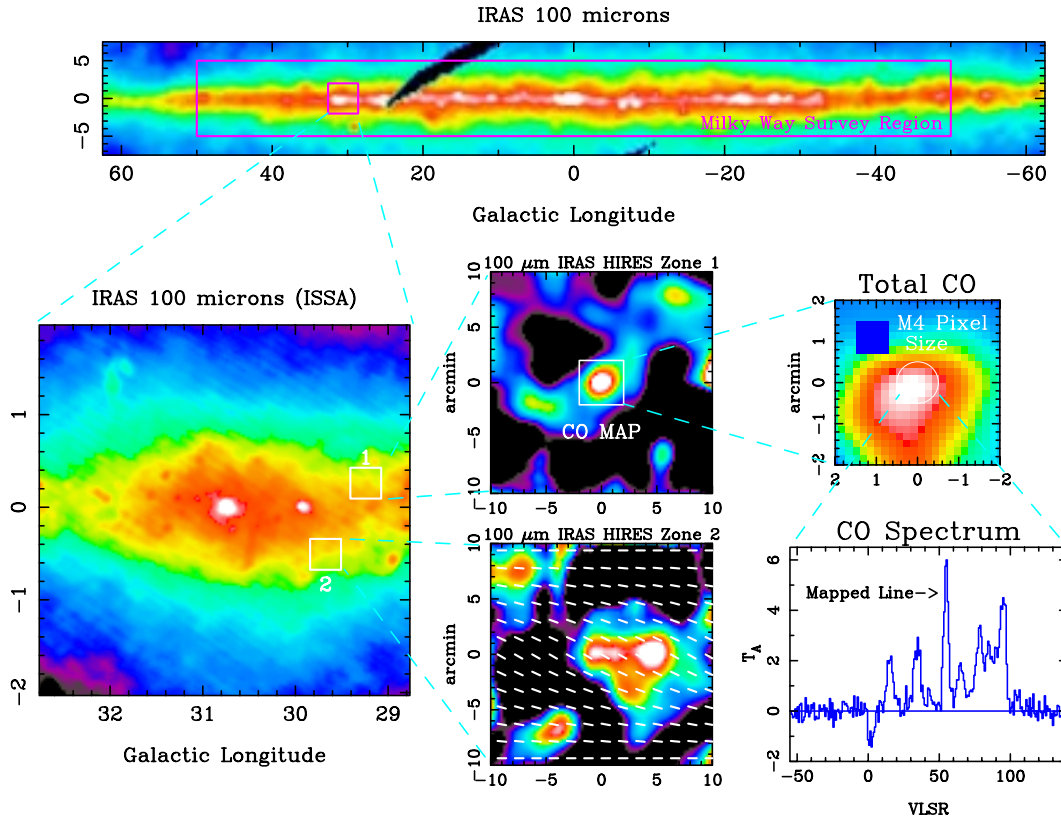 IRAS 100 microns
5
0
−5
Milky Way Survey Region
60 40 20 0 −20 −40 −60
Galactic Longitude
IRAS 100 microns (ISSA)
1
0
−1
−2
1
2
32 31 30 29
Galactic Longitude
100 μm IRAS HIRES Zone 1
arcmin
10
5
0
−5
−10
CO MAP
−10 −5 0 5 10
100 μm IRAS HIRES Zone 2
arcmin
10
5
0
−5
−10
−10 −5 0 5 10
Total CO
M4 Pixel
Size
arcmin
2
1
0
−1
−2
2 1 0 −1 −2
CO Spectrum
Mapped Line−>
T_A
6
4
2
0
−2
−50 0 50 100
VLSR